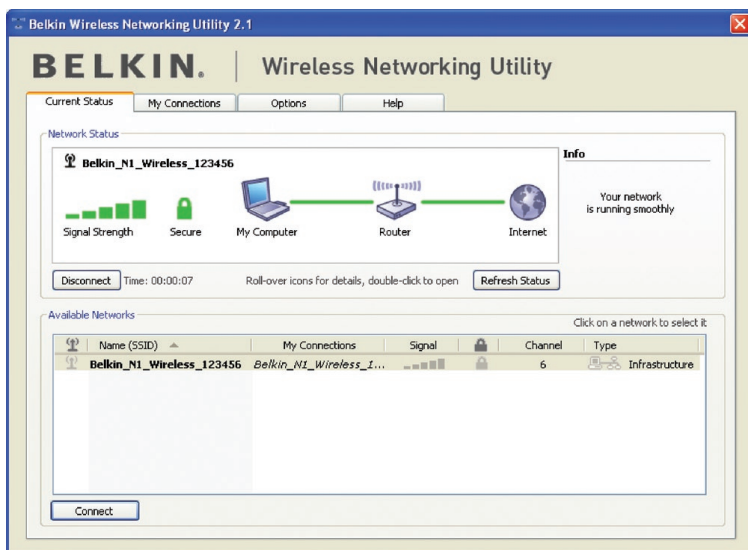 Belkin Wireless Networking Utility 2.1
BELKIN. Wireless Networking Utility
Current Status My Connections Options Help
Network Status
Belkin_N1_Wireless_123456
Signal Strength Secure My Computer Router Internet
Info
Your network
is running smoothly
Disconnect Time: 00:00:07 Roll-over icons for details, double-click to open Refresh Status
Available Networks
Click on a network to select it
Name (SSID) My Connections Signal Channel Type
Belkin_N1_Wireless_123456 Belkin_N1_Wireless_1... 6 Infrastructure
Connect